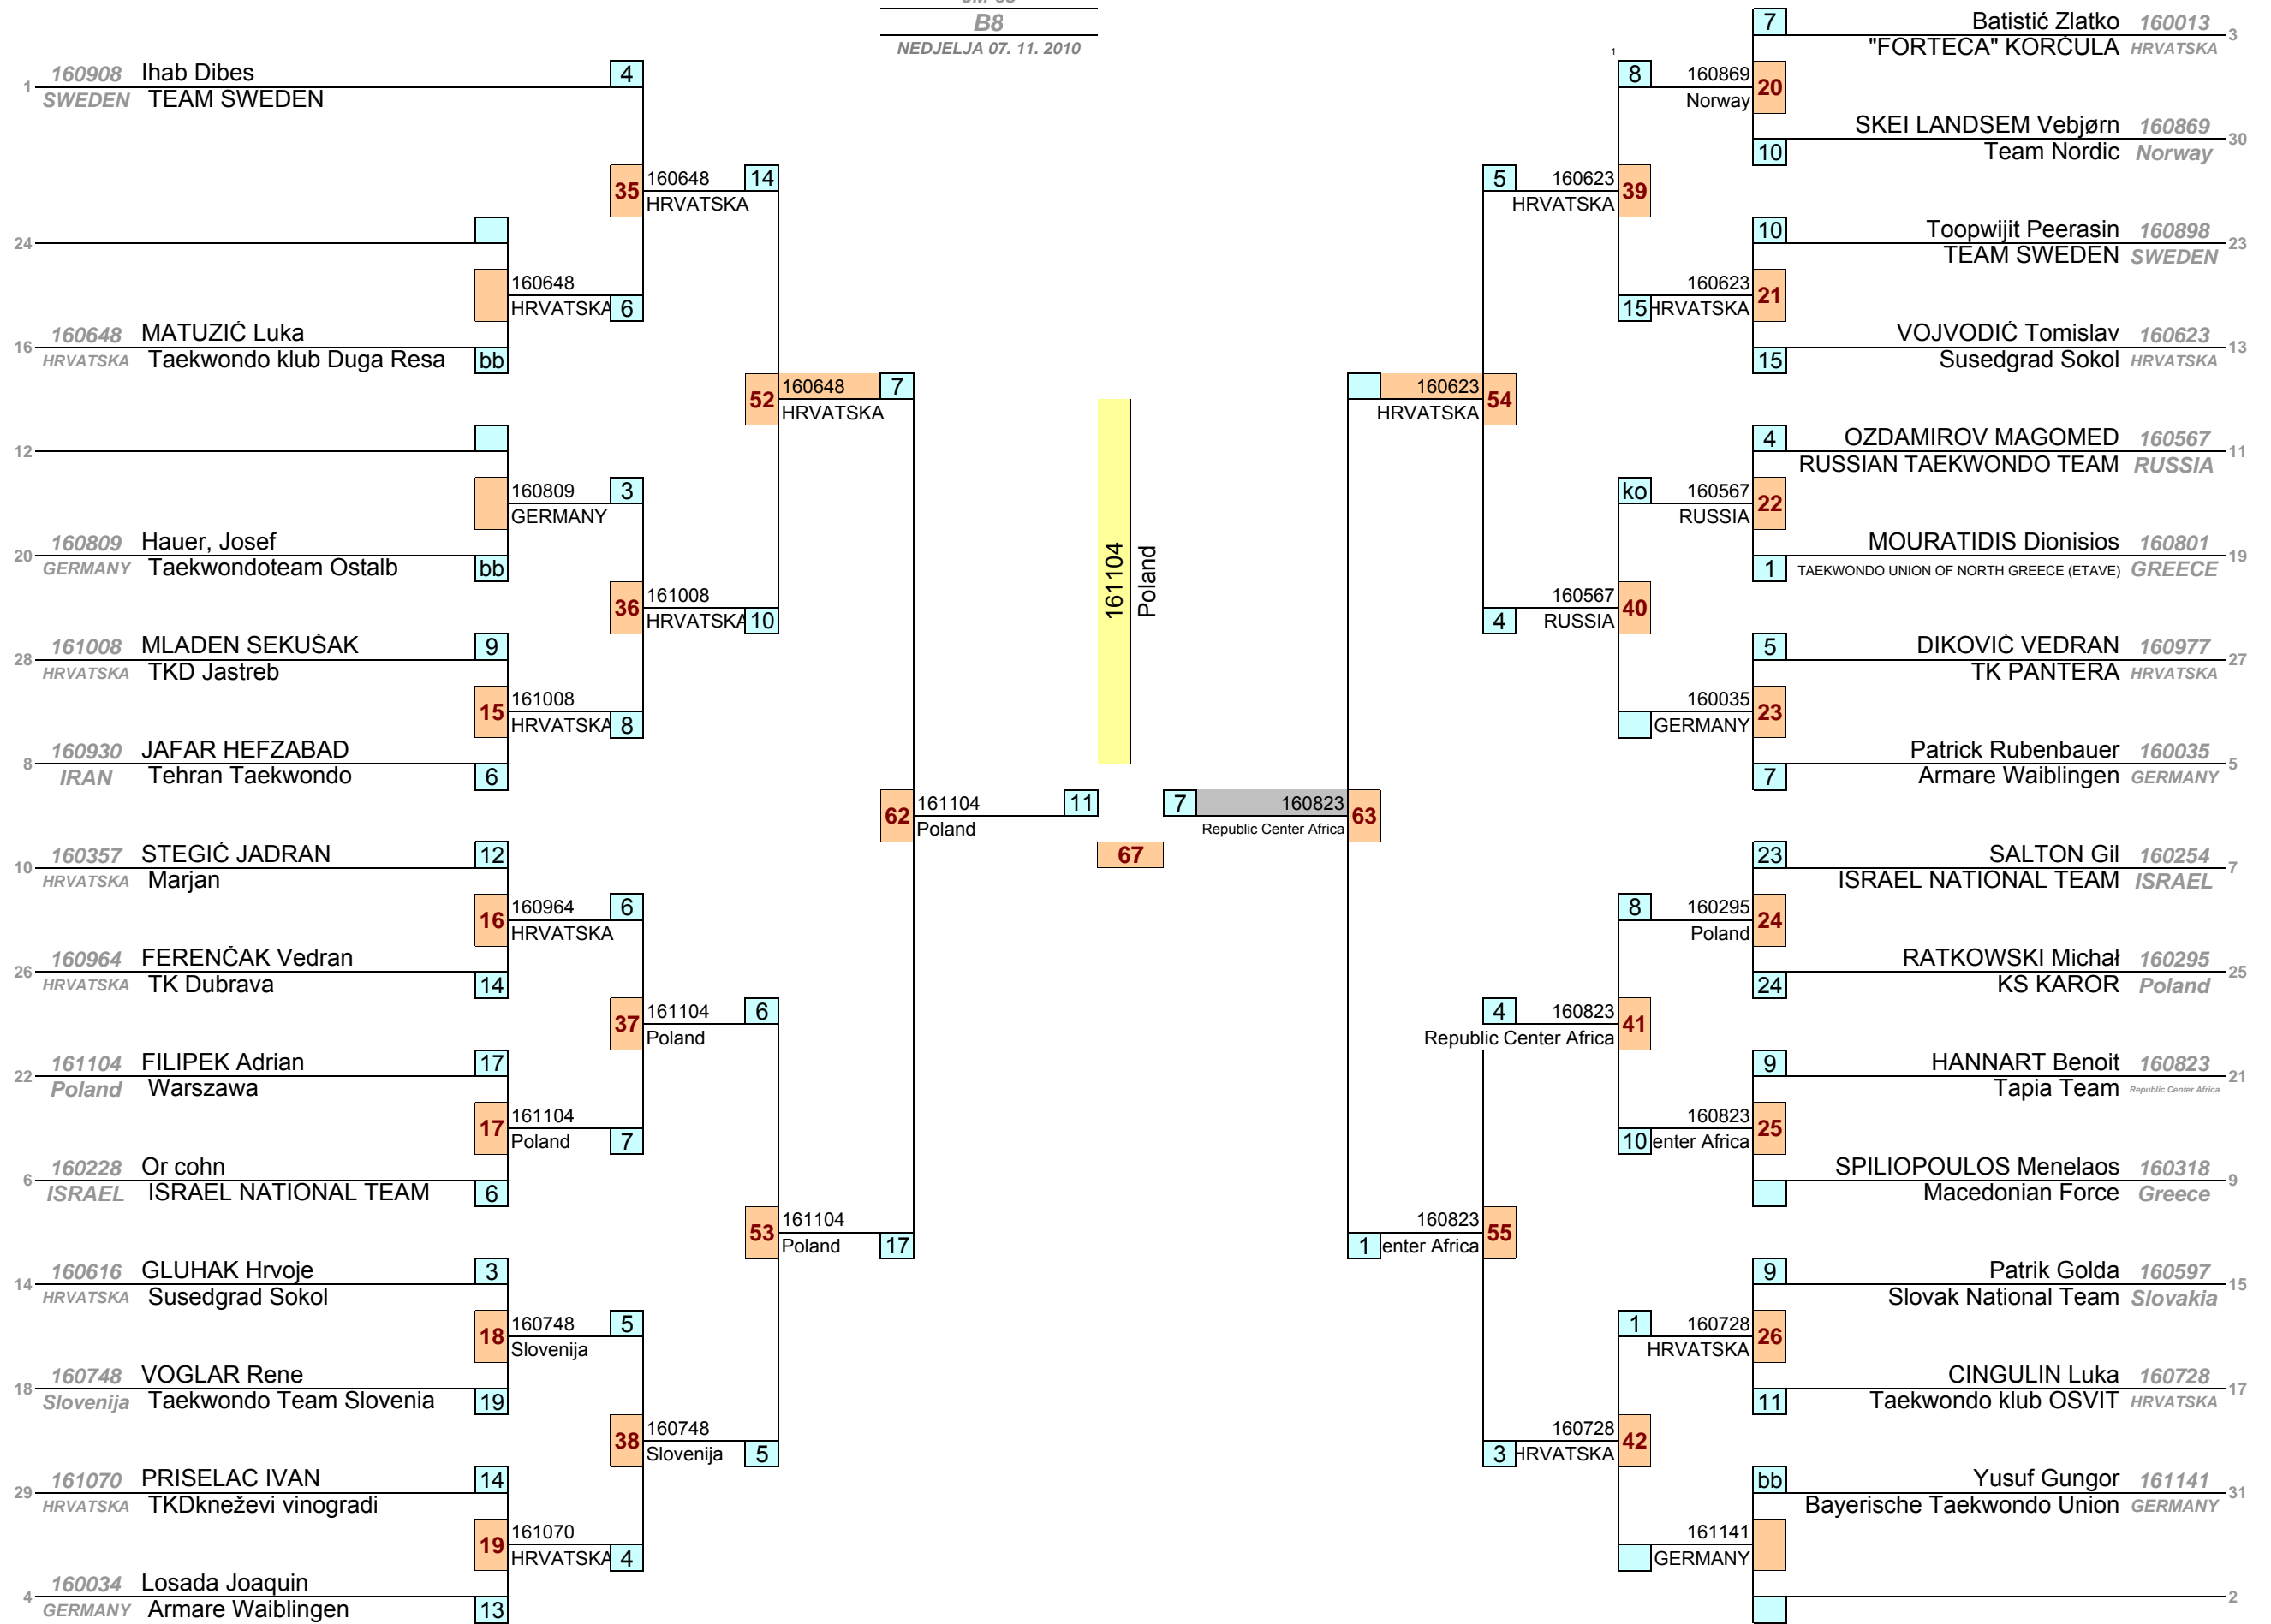 B8
NEDJELJA 07. 11. 2010
1 160908 Ihab Dibes 4
SWEDEN TEAM SWEDEN
35 160648 14
HRVATSKA
24
160648
HRVATSKA 6
16 160648 MATUZIĆ Luka
HRVATSKA Taekwondo klub Duga Resa bb
52 160648 7
HRVATSKA
12
160809 3
GERMANY
20 160809 Hauer, Josef
GERMANY Taekwondoteam Ostalb bb
36 161008
HRVATSKA 10
28 161008 MLADEN SEKUŠAK 9
HRVATSKA TKD Jastreb
15 161008
HRVATSKA 8
8 160930 JAFAR HEFZABAD
IRAN Tehran Taekwondo 6
62 161104 11
Poland
10 160357 STEGIĆ JADRAN 12
HRVATSKA Marjan
16 160964 6
HRVATSKA
26 160964 FERENČAK Vedran
HRVATSKA TK Dubrava 14
37 161104 6
Poland
22 161104 FILIPEK Adrian 17
Poland Warszawa
17 161104
Poland 7
6 160228 Or cohn
ISRAEL ISRAEL NATIONAL TEAM 6
53 161104
Poland 17
14 160616 GLUHAK Hrvoje 3
HRVATSKA Susedgrad Sokol
18 160748 5
Slovenija
18 160748 VOGLAR Rene
Slovenija Taekwondo Team Slovenia 19
38 160748
Slovenija 5
29 161070 PRISELAC IVAN 14
HRVATSKA TKDkneževi vinogradi
19 161070
HRVATSKA 4
4 160034 Losada Joaquin
GERMANY Armare Waiblingen 13
161104
Poland
67
1
7 Batistić Zlatko 160013 3
"FORTECA" KORČULA HRVATSKA
8 160869 20
Norway
SKEI LANDSEM Vebjørn 160869 30
10 Team Nordic Norway
5 160623 39
HRVATSKA
10 Toopwijit Peerasin 160898 23
TEAM SWEDEN SWEDEN
160623 21
15 HRVATSKA
VOJVODIĆ Tomislav 160623 13
15 Susedgrad Sokol HRVATSKA
160623 54
HRVATSKA
4 OZDAMIROV MAGOMED 160567 11
RUSSIAN TAEKWONDO TEAM RUSSIA
ko 160567 22
RUSSIA
MOURATIDIS Dionisios 160801 19
1 TAEKWONDO UNION OF NORTH GREECE (ETAVE) GREECE
160567 40
4 RUSSIA
5 DIKOVIĆ VEDRAN 160977 27
TK PANTERA HRVATSKA
160035 23
GERMANY
Patrick Rubenbauer 160035 5
7 Armare Waiblingen GERMANY
7 160823 63
Republic Center Africa
23 SALTON Gil 160254 7
ISRAEL NATIONAL TEAM ISRAEL
8 160295 24
Poland
RATKOWSKI Michał 160295 25
24 KS KAROR Poland
4 160823 41
Republic Center Africa
9 HANNART Benoit 160823 21
Tapia Team Republic Center Africa
160823 25
10 enter Africa
SPILIOPOULOS Menelaos 160318 9
Macedonian Force Greece
160823 55
1 enter Africa
9 Patrik Golda 160597 15
Slovak National Team Slovakia
1 160728 26
HRVATSKA
CINGULIN Luka 160728 17
11 Taekwondo klub OSVIT HRVATSKA
160728 42
3 HRVATSKA
bb Yusuf Gungor 161141 31
Bayerische Taekwondo Union GERMANY
161141
GERMANY
2